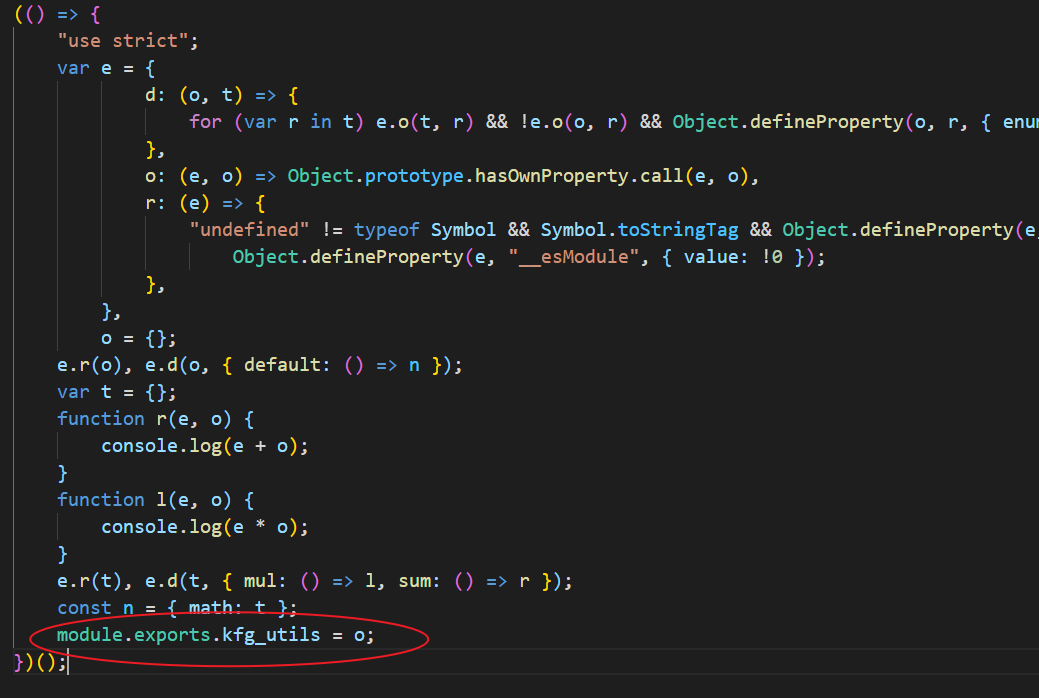 (() => {
"use strict";
var e = {
d: (o, t) => {
for (var r in t) e.o(t, r) && !e.o(o, r) && Object.defineProperty(o, r, { enu
},
o: (e, o) => Object.prototype.hasOwnProperty.call(e, o),
r: (e) => {
"undefined" != typeof Symbol && Symbol.toStringTag && Object.defineProperty(e,
Object.defineProperty(e, "__esModule", { value: !0 });
},
},
o = {};
e.r(o), e.d(o, { default: () => n });
var t = {};
function r(e, o) {
console.log(e + o);
}
function l(e, o) {
console.log(e * o);
}
e.r(t), e.d(t, { mul: () => l, sum: () => r });
const n = { math: t };
module.exports.kfg_utils = o;
})();